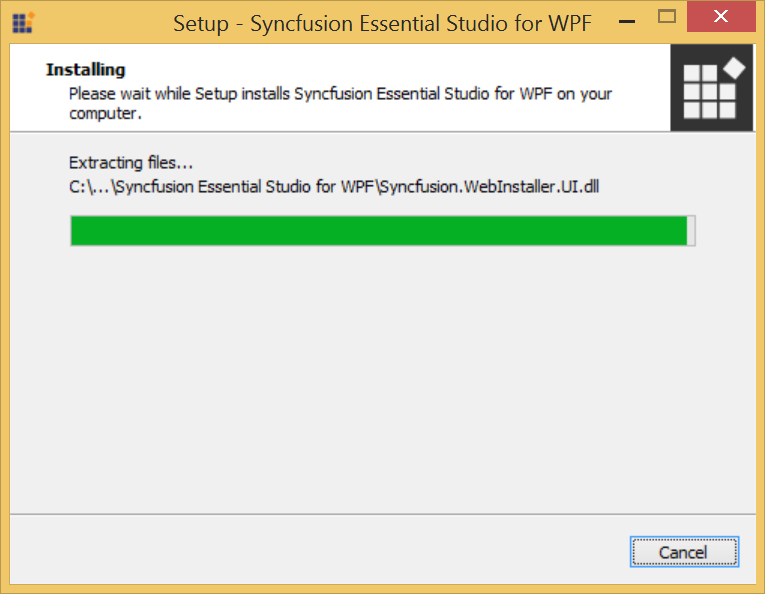 Setup - Syncfusion Essential Studio for WPF
Installing
Please wait while Setup installs Syncfusion Essential Studio for WPF on your
computer.
Extracting files...
C:\...\Syncfusion Essential Studio for WPF\Syncfusion.WebInstaller.UI.dll
Cancel